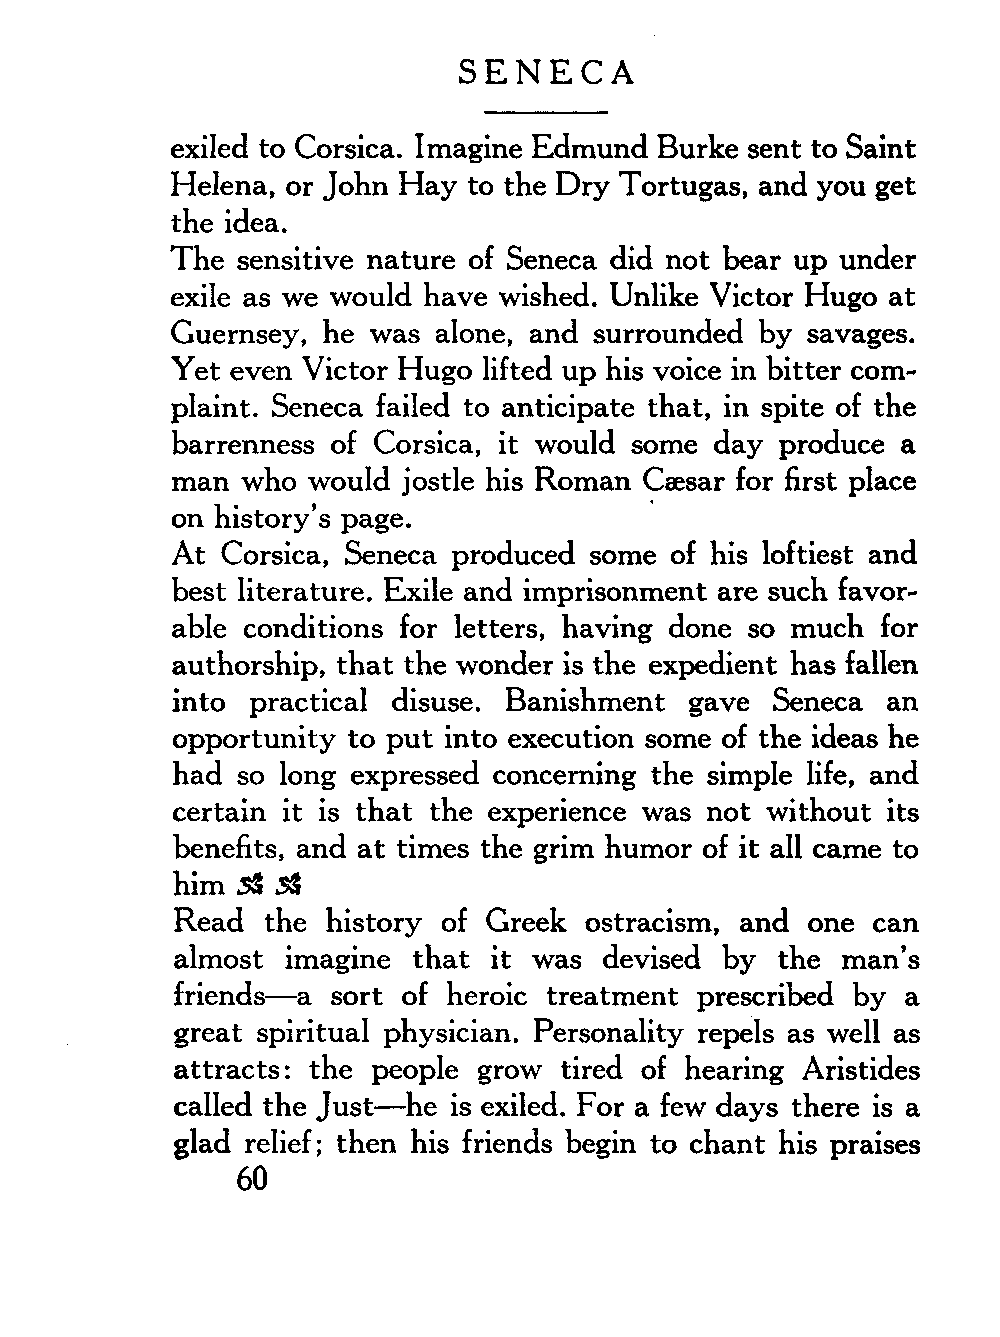 SENECA
exiled to Corsica. Imagine Edmund Burke sent to Saint
Helena, or John Hay to the Dry Tortugas, and you get
the idea.
The sensitive nature of Seneca did not bear up under
exile as we would have wished. Unlike Victor Hugo at
Guernsey, he was alone, and surrounded by savages.
Yet even Victor Hugo lifted up his voice in bitter com-
plaint. Seneca failed to anticipate that, in spite of the
barrenness of Corsica, it would some day produce a
man who would jostle his Roman Cæsar for first place
on history's page.
At Corsica, Seneca produced some of his loftiest and
best literature. Exile and imprisonment are such favor-
able conditions for letters, having done so much for
authorship, that the wonder is the expedient has fallen
into practical disuse. Banishment gave Seneca an
opportunity to put into execution some of the ideas he
had so long expressed concerning the simple life, and
certain it is that the experience was not without its
benefits, and at times the grim humor of it all came to
him
Read the history of Greek ostracism, and one can
almost imagine that it was devised by the man's
friends—a sort of heroic treatment prescribed by a
great spiritual physician. Personality repels as well as
attracts: the people grow tired of hearing Aristides
called the Just—he is exiled. For a few days there is a
glad relief; then his friends begin to chant his praises
60